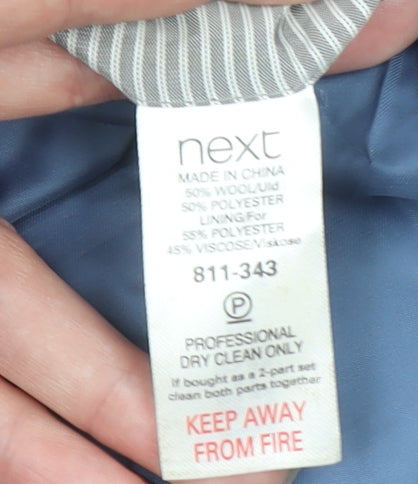 next
MADE IN CHINA
50% WOOL/Uld
50% POLYESTER
LINING/For
55% POLYESTER
45% VISCOSE/Viskose
811-343
P
PROFESSIONAL
DRY CLEAN ONLY
If bought as a 2-part set
clean both parts together
KEEP AWAY
FROM FIRE